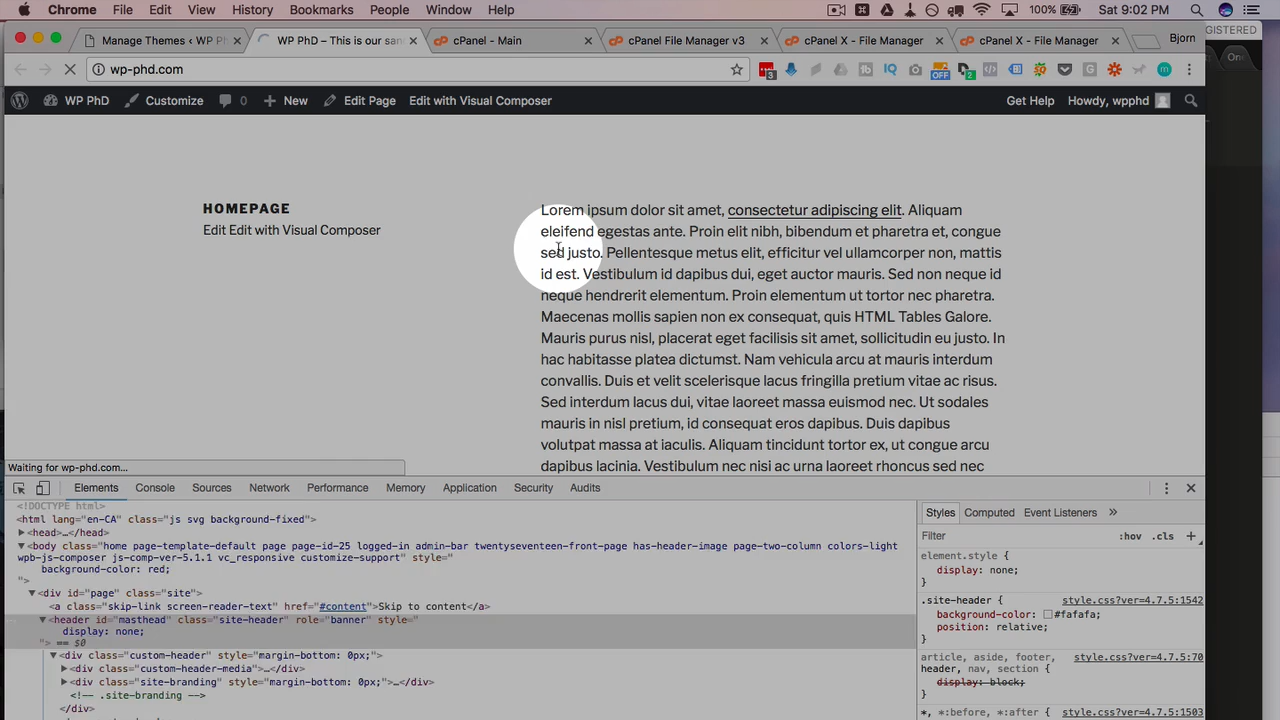 Chrome File Edit View History Bookmarks People Window Help 100% Sat 9:02 PM
ISTERED
Manage Themes ‹ WP Ph WP PhD – This is our san cPanel - Main cPanel File Manager v3 cPanel X - File Manager cPanel X - File Manager Bjorn
wp-phd.com
WP PhD Customize 0 New Edit Page Edit with Visual Composer Get Help Howdy, wpphd
HOMEPAGE
Edit Edit with Visual Composer
Lorem ipsum dolor sit amet, consectetur adipiscing elit. Aliquam
eleifend egestas ante. Proin elit nibh, bibendum et pharetra et, congue
sed justo. Pellentesque metus elit, efficitur vel ullamcorper non, mattis
id est. Vestibulum id dapibus dui, eget auctor mauris. Sed non neque id
neque hendrerit elementum. Proin elementum ut tortor nec pharetra.
Maecenas mollis sapien non ex consequat, quis HTML Tables Galore.
Mauris purus nisl, placerat eget facilisis sit amet, sollicitudin eu justo. In
hac habitasse platea dictumst. Nam vehicula arcu at mauris interdum
convallis. Duis et velit scelerisque lacus fringilla pretium vitae ac risus.
Sed interdum lacus dui, vitae laoreet massa euismod nec. Ut sodales
mauris in nisl pretium, id consequat eros dapibus. Duis dapibus
volutpat massa at iaculis. Aliquam tincidunt tortor ex, ut congue arcu
dapibus lacinia. Vestibulum nec nisi ac urna laoreet rhoncus sed nec
Waiting for wp-phd.com...
Elements Console Sources Network Performance Memory Application Security Audits
<!DOCTYPE html>
<html lang="en-CA" class="js svg background-fixed">
▶<head>…</head>
▼<body class="home page-template-default page page-id-25 logged-in admin-bar twentyseventeen-front-page has-header-image page-two-column colors-light
wpb-js-composer js-comp-ver-5.1.1 vc_responsive customize-support" style="
background-color: red;
">
▼<div id="page" class="site">
<a class="skip-link screen-reader-text" href="#content">Skip to content</a>
▼<header id="masthead" class="site-header" role="banner" style="
display: none;
"> == $0
▼<div class="custom-header" style="margin-bottom: 0px;">
▶<div class="custom-header-media">…</div>
▶<div class="site-branding" style="margin-bottom: 0px;">…</div>
<!-- .site-branding -->
</div>
Styles Computed Event Listeners »
Filter :hov .cls +
element.style {
display: none;
}
.site-header { style.css?ver=4.7.5:1542
background-color: #fafafa;
position: relative;
}
article, aside, footer, style.css?ver=4.7.5:70
header, nav, section {
display: block;
}
*, *:before, *:after { style.css?ver=4.7.5:1503